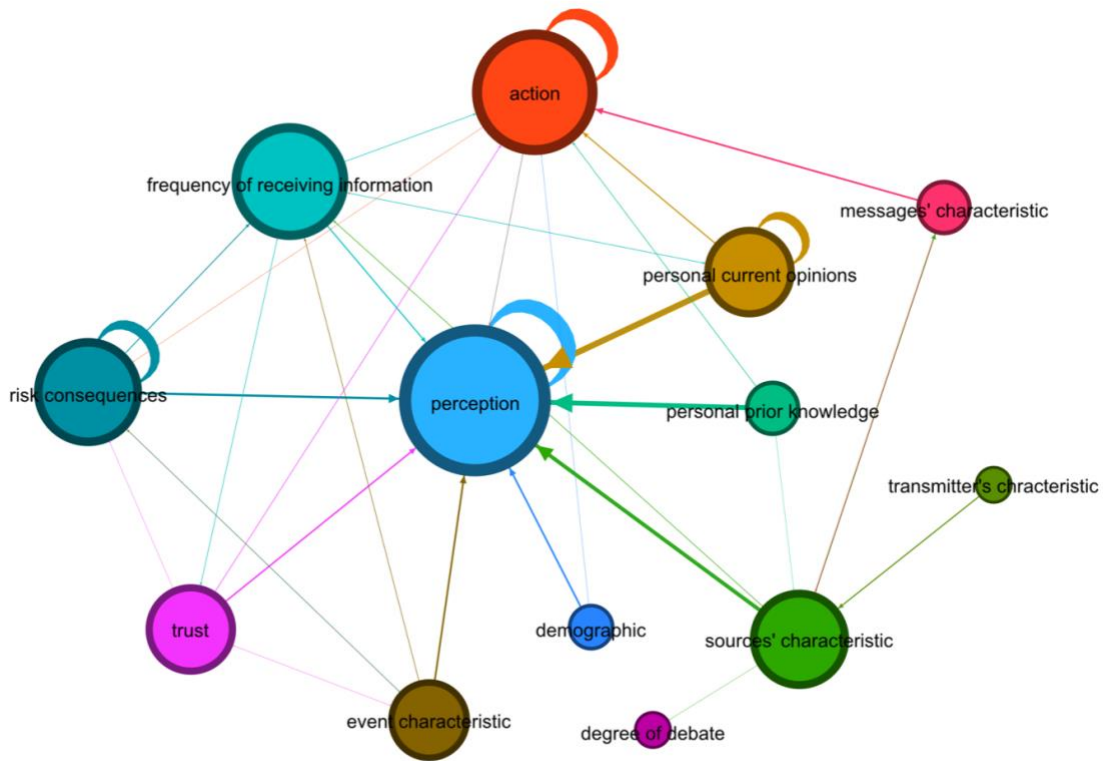 action
frequency of receiving information
messages' characteristic
personal current opinions
risk consequences
perception
personal prior knowledge
transmitter's chracteristic
trust
demographic
sources' characteristic
event characteristic
degree of debate